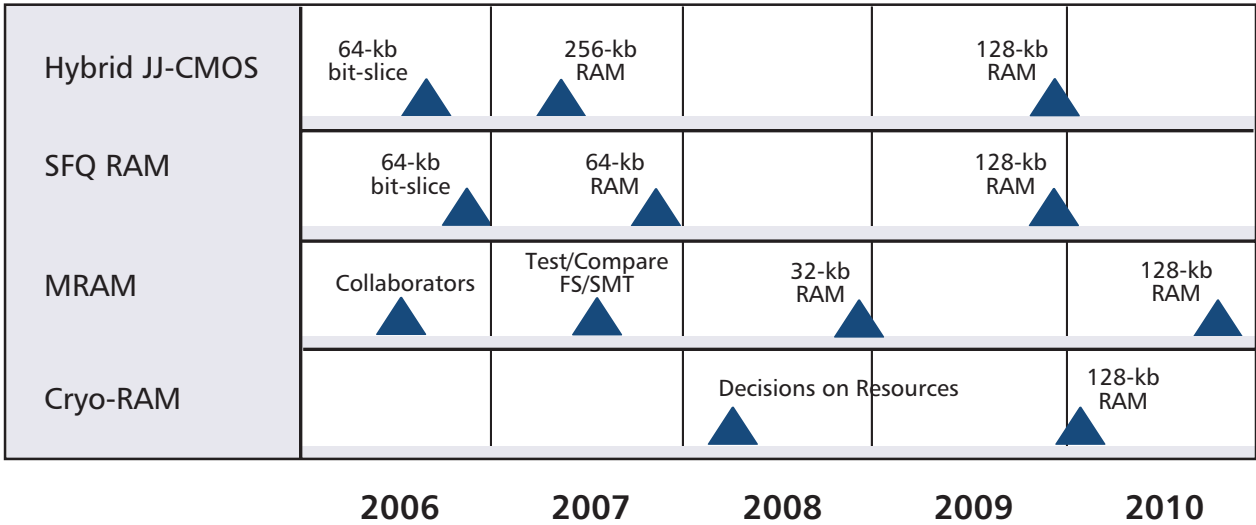 Hybrid JJ-CMOS
64-kb
bit-slice
256-kb
RAM
128-kb
RAM
SFQ RAM
64-kb
bit-slice
64-kb
RAM
128-kb
RAM
MRAM
Collaborators
Test/Compare
FS/SMT
32-kb
RAM
128-kb
RAM
Cryo-RAM
Decisions on Resources
128-kb
RAM
2006 2007 2008 2009 2010